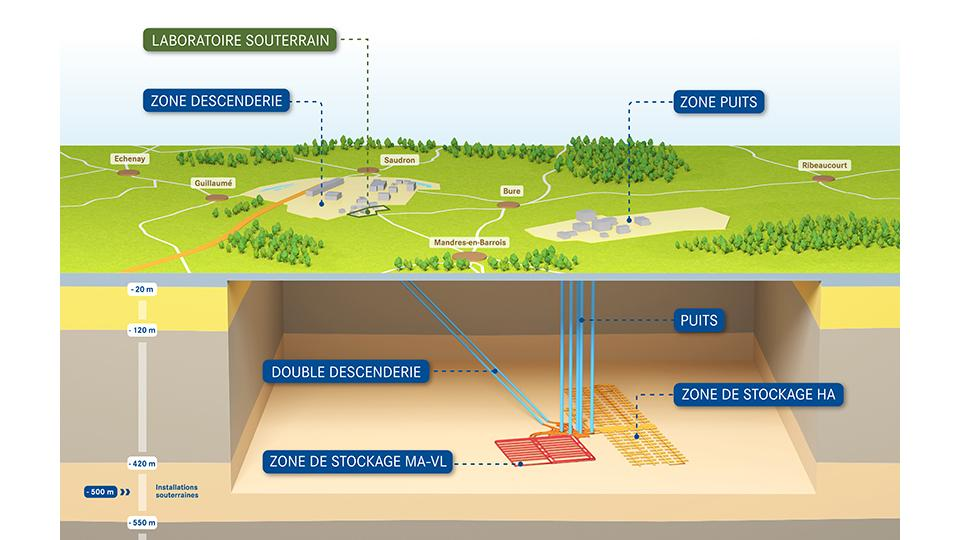 LABORATOIRE SOUTERRAIN
ZONE DESCENDERIE
ZONE PUITS
Echenay
Saudron
Ribeaucourt
Guillaumé
Bure
Mandres-en-Barrois
- 20 m
- 120 m
PUITS
DOUBLE DESCENDERIE
ZONE DE STOCKAGE HA
ZONE DE STOCKAGE MA-VL
- 420 m
- 500 m
Installations
souterraines
- 550 m